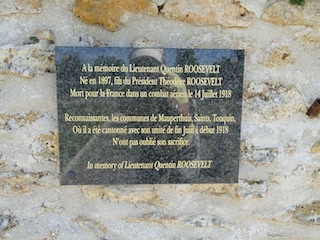 A la mémoire du Lieutenant Quentin ROOSEVELT
Né en 1897, fils du Président Theodore ROOSEVELT
Mort pour la France dans un combat aérien le 14 Juillet 1918
Reconnaissantes, les communes de Mauperthuis, Saints, Touquin,
Où il a été cantonné avec son unité de fin Juin à début 1918
N'ont pas oublié son sacrifice.
In memory of Lieutenant Quentin ROOSEVELT